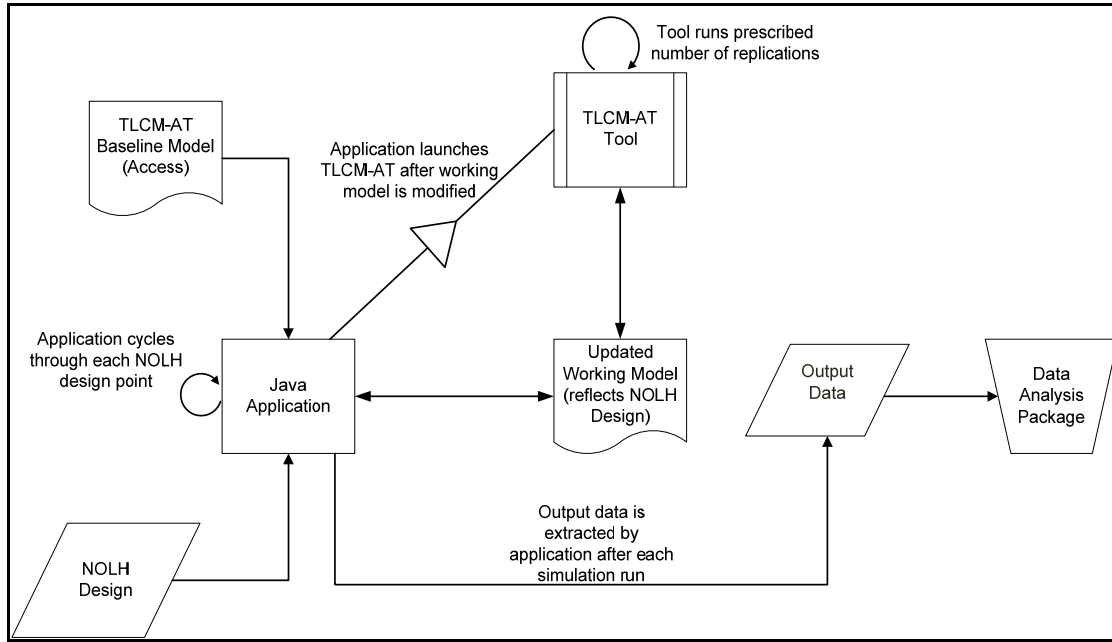 Tool runs prescribed
number of replications
TLCM-AT
Tool
TLCM-AT
Baseline Model
(Access)
Application launches
TLCM-AT after working
model is modified
Application cycles
through each NOLH
design point
Java
Application
Updated
Working Model
(reflects NOLH
Design)
Output
Data
Data
Analysis
Package
NOLH
Design
Output data is
extracted by
application after each
simulation run